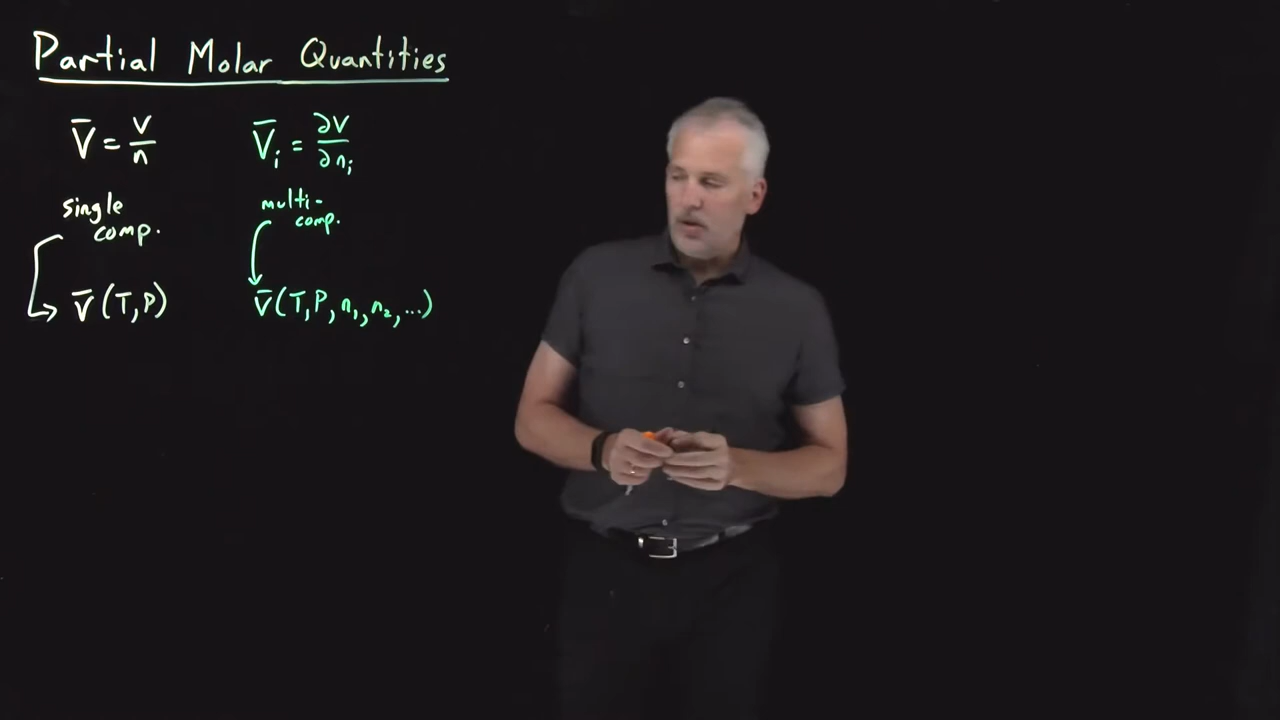 Partial Molar Quantities
V̄ = V/n
V̄ᵢ = ∂V/∂nᵢ
single comp.
multi-comp.
V̄(T,P)
V̄(T,P,n₁,n₂,...)